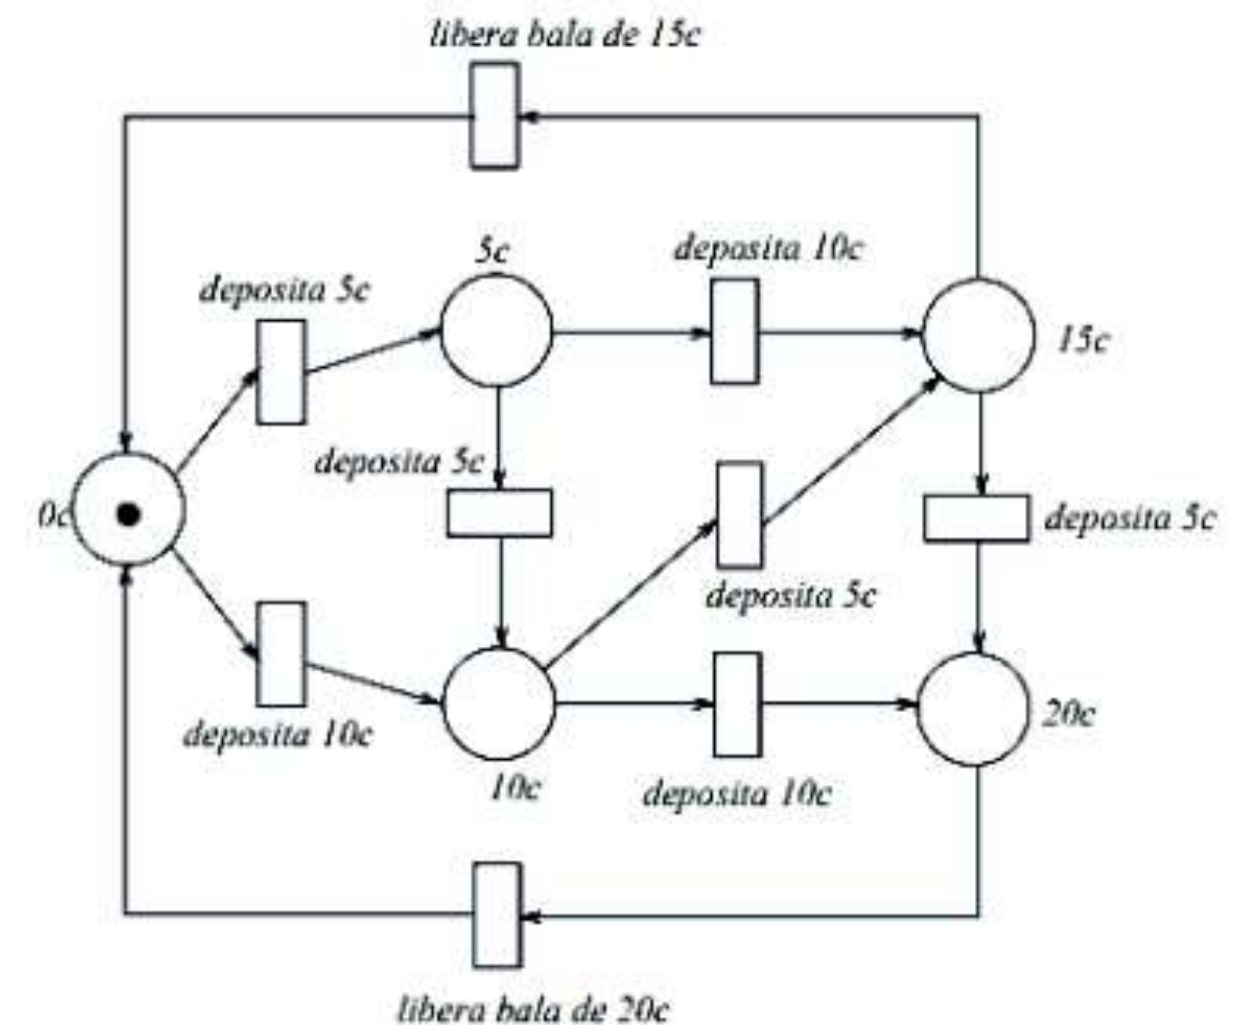 libera bala de 15c
5c
deposita 10c
deposita 5c
15c
deposita 5c
0c
deposita 5c
deposita 5c
20c
deposita 10c
10c
deposita 10c
libera bala de 20c